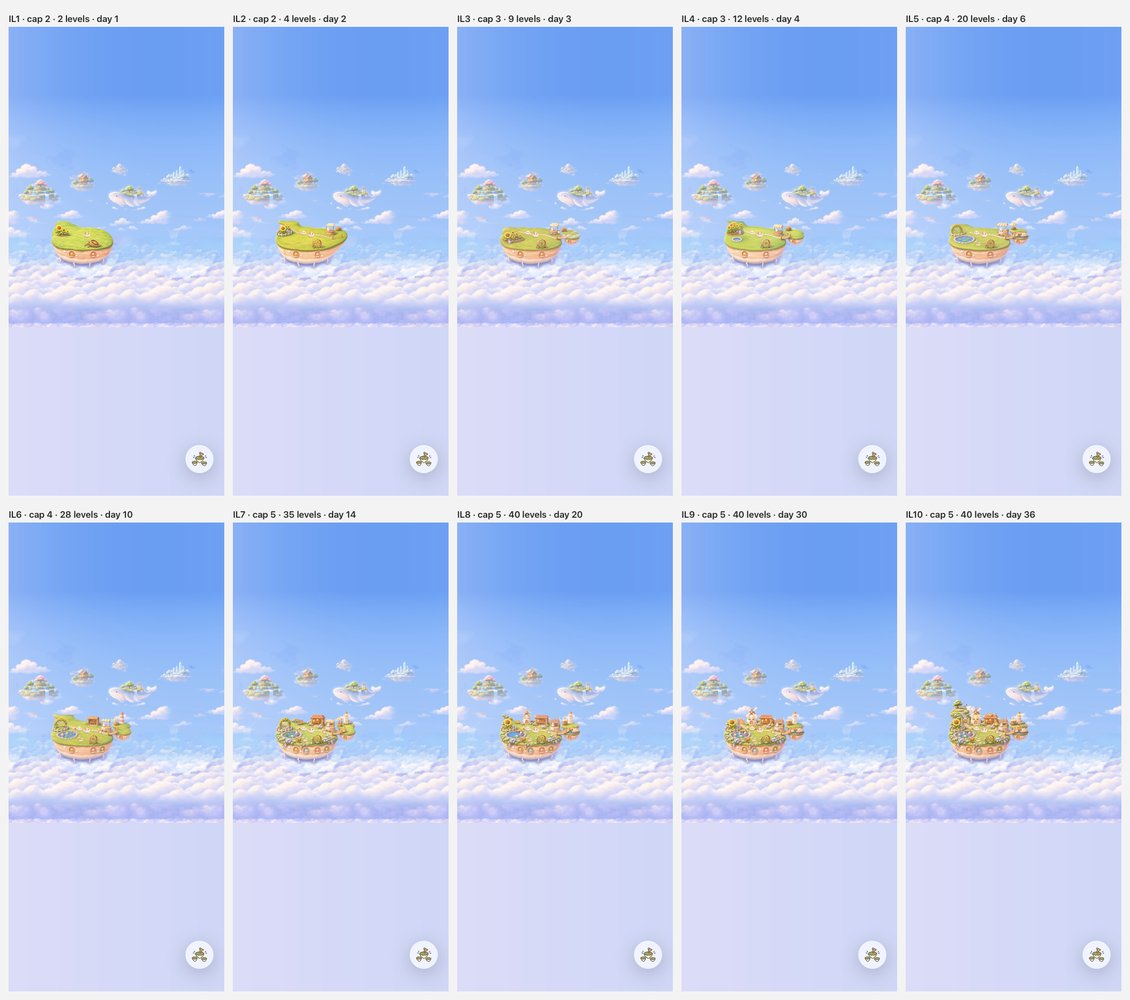 IL1 · cap 2 · 2 levels · day 1
IL2 · cap 2 · 4 levels · day 2
IL3 · cap 3 · 9 levels · day 3
IL4 · cap 3 · 12 levels · day 4
IL5 · cap 4 · 20 levels · day 6
IL6 · cap 4 · 28 levels · day 10
IL7 · cap 5 · 35 levels · day 14
IL8 · cap 5 · 40 levels · day 20
IL9 · cap 5 · 40 levels · day 30
IL10 · cap 5 · 40 levels · day 36